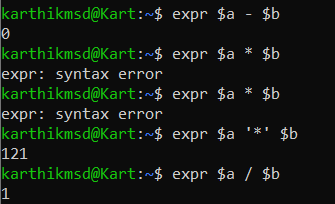 karthikmsd@Kart:~$ expr $a - $b
0
karthikmsd@Kart:~$ expr $a * $b
expr: syntax error
karthikmsd@Kart:~$ expr $a * $b
expr: syntax error
karthikmsd@Kart:~$ expr $a '*' $b
121
karthikmsd@Kart:~$ expr $a / $b
1